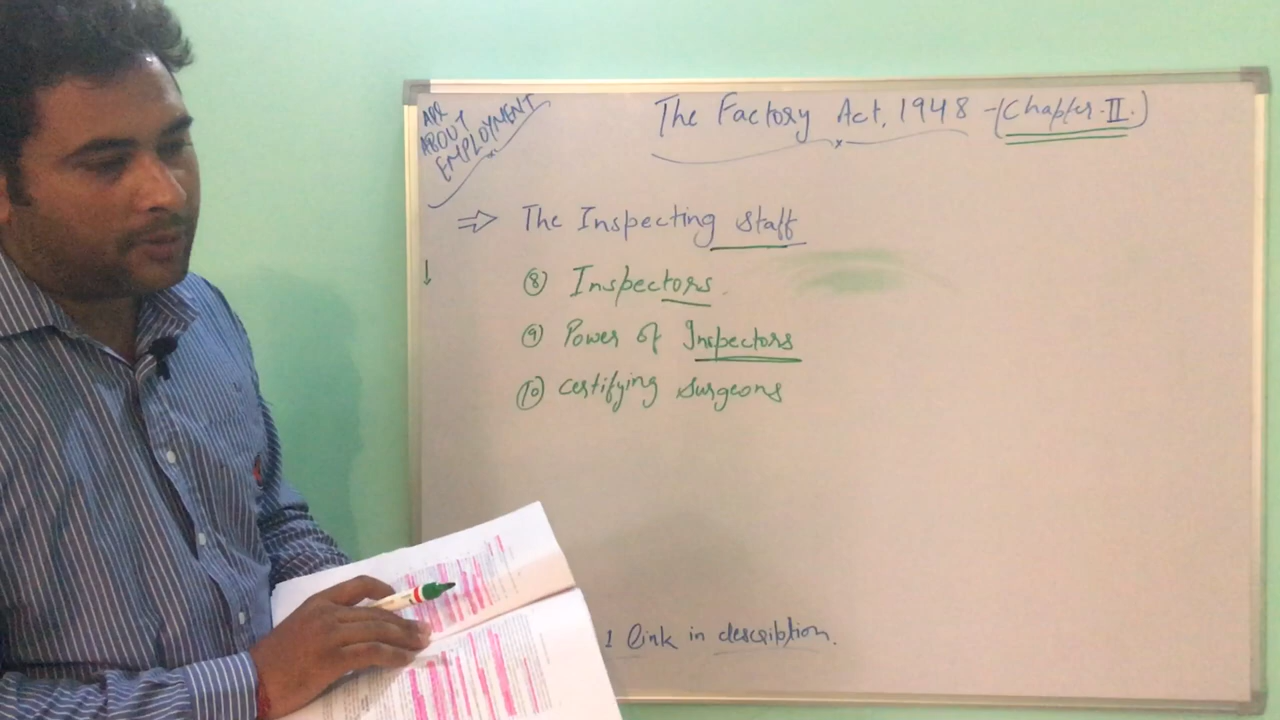 ALL
ABOUT
EMPLOYMENT
The Factory Act, 1948 - (Chapter-II.)
⇒ The Inspecting staff
⑧ Inspectors
⑨ Power of Inspectors
⑩ Certifying surgeons
1 link in description.